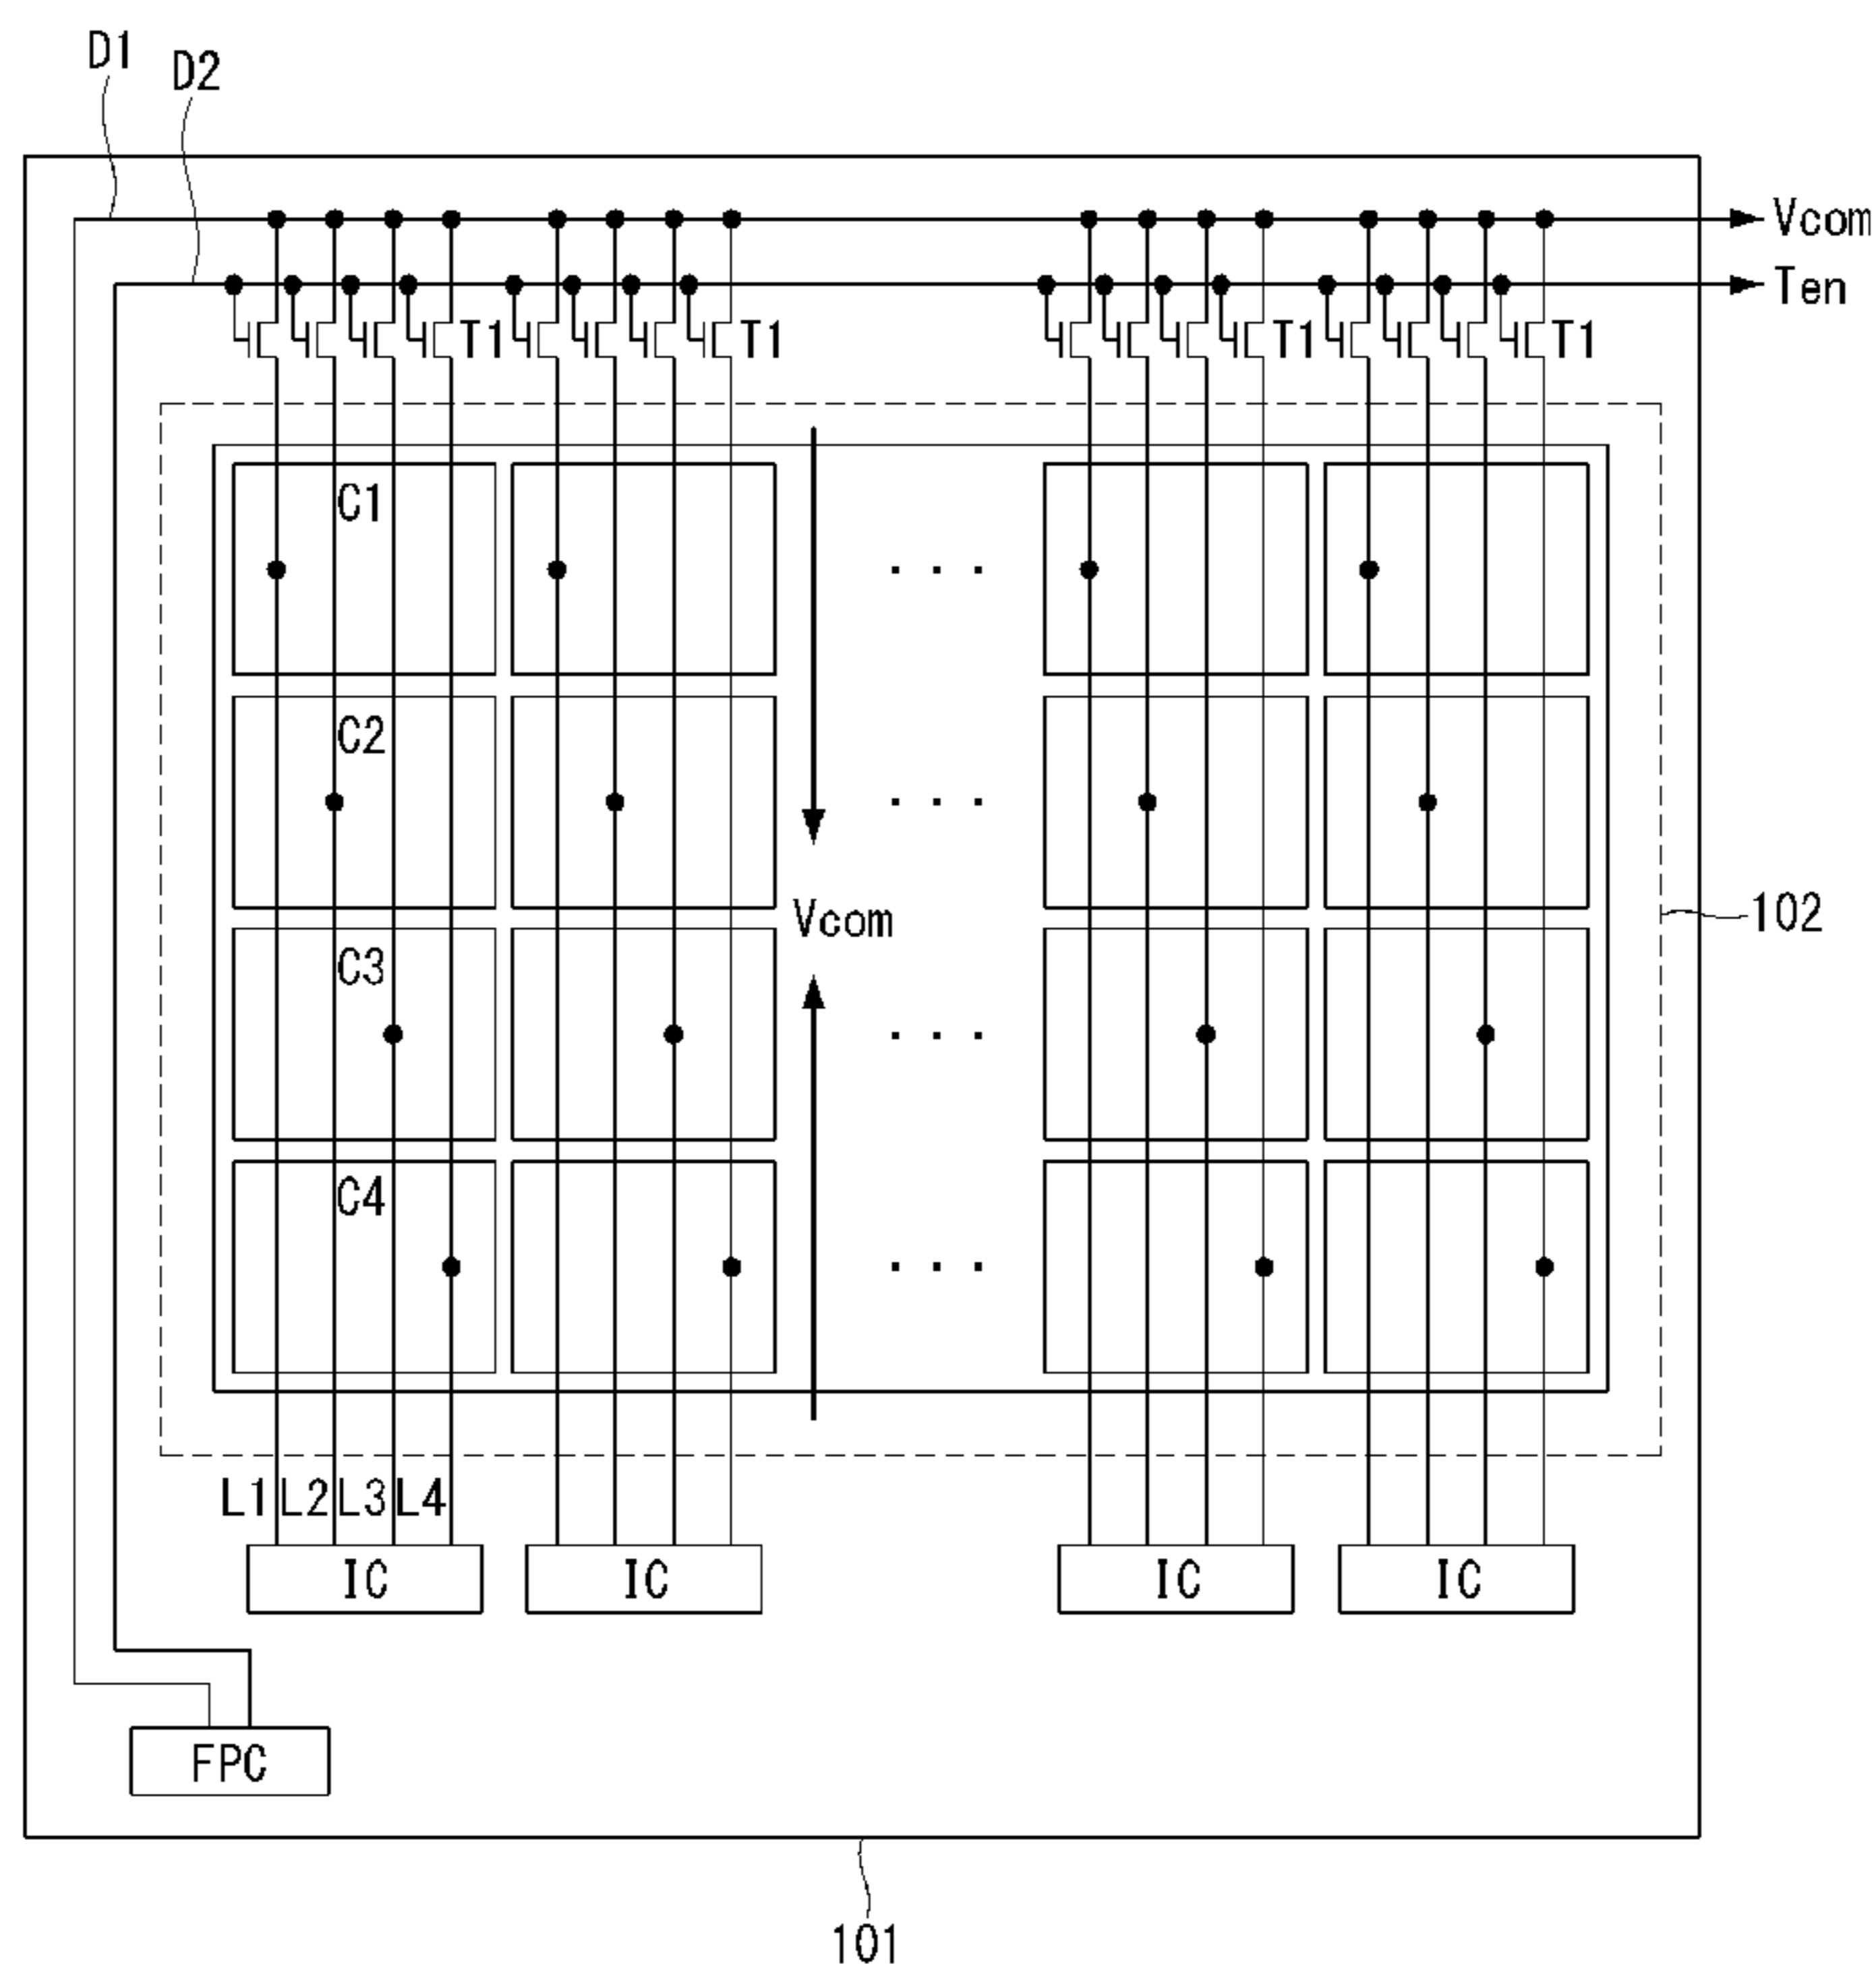 D1
D2
Vcom
Ten
T1 T1 T1 T1
C1
C2
Vcom
102
C3
C4
L1 L2 L3 L4
IC IC IC IC
FPC
101